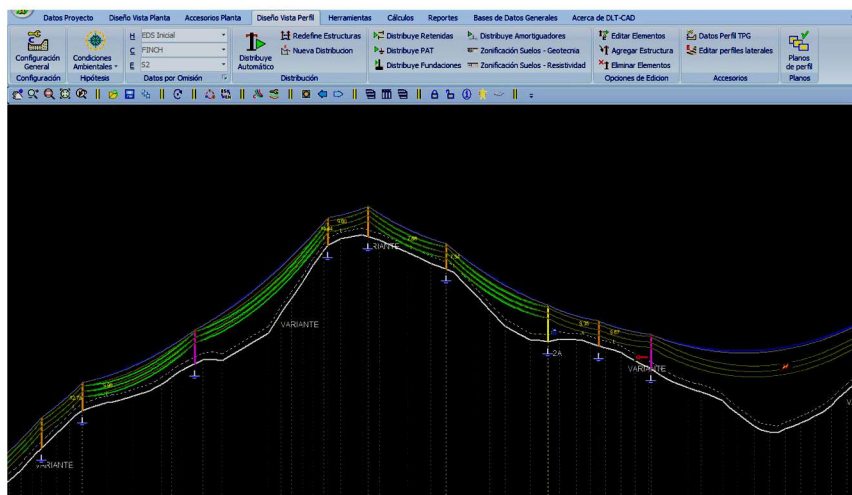 Datos Proyecto Diseño Vista Planta Accesorios Planta Diseño Vista Perfil Herramientas Cálculos Reportes Bases de Datos Generales Acerca de DLT-CAD
Configuración General
Configuración
Condiciones Ambientales
Hipótesis
H EDS Inicial
C FINCH
E S2
Datos por Omisión
Distribuye Automático
Redefine Estructuras
Nueva Distribucion
Distribución
Distribuye Retenidas
Distribuye PAT
Distribuye Fundaciones
Distribuye Amortiguadores
Zonificación Suelos - Geotecnia
Zonificación Suelos - Resistividad
Editar Elementos
Agregar Estructura
Eliminar Elementos
Opciones de Edicion
Datos Perfil TPG
Editar perfiles laterales
Accesorios
Planos de perfil
Planos
RIANTE
VARIANTE
2A
VARIANTE
VARIANTE